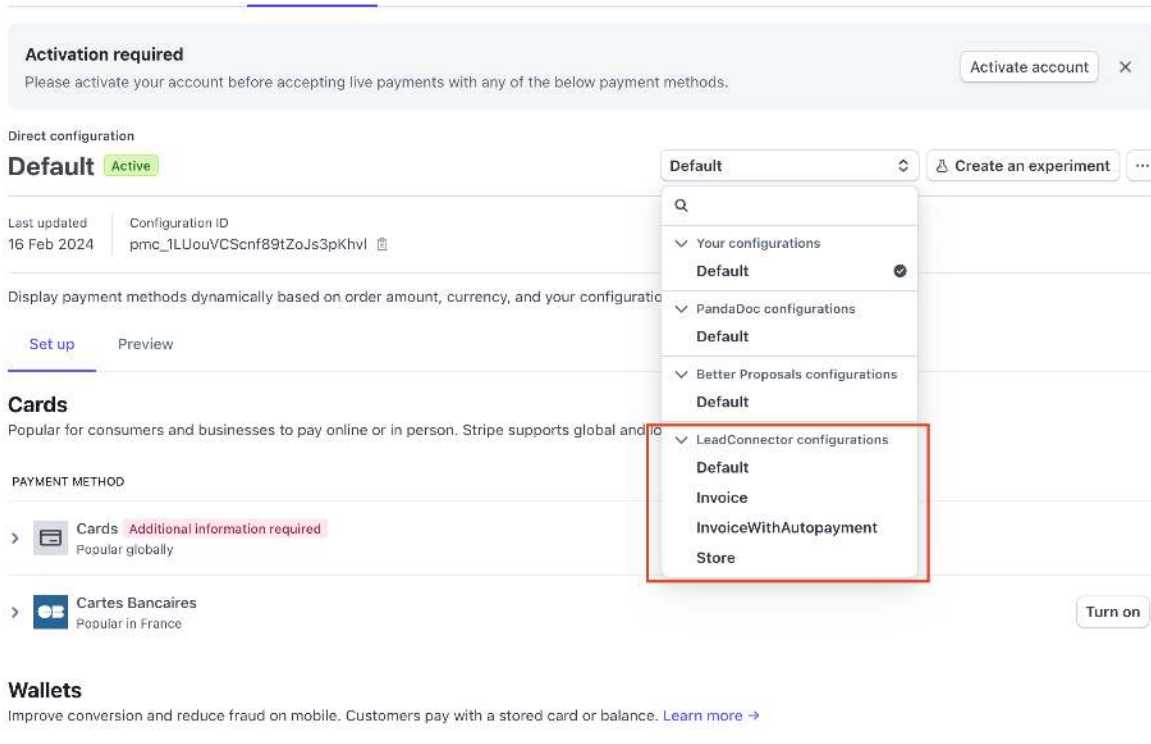 Activation required
Please activate your account before accepting live payments with any of the below payment methods.
Activate account
Direct configuration
Default Active
Default
Create an experiment
Last updated
Configuration ID
16 Feb 2024
pmc_1LUouVCScnf89tZoJs3pKhvl
Your configurations
Default
Display payment methods dynamically based on order amount, currency, and your configuratio
PandaDoc configurations
Default
Set up
Preview
Better Proposals configurations
Default
Cards
Popular for consumers and businesses to pay online or in person. Stripe supports global and lo
LeadConnector configurations
Default
Invoice
InvoiceWithAutopayment
Store
PAYMENT METHOD
Cards Additional information required
Popular globally
Cartes Bancaires
Popular in France
Turn on
Wallets
Improve conversion and reduce fraud on mobile. Customers pay with a stored card or balance. Learn more →